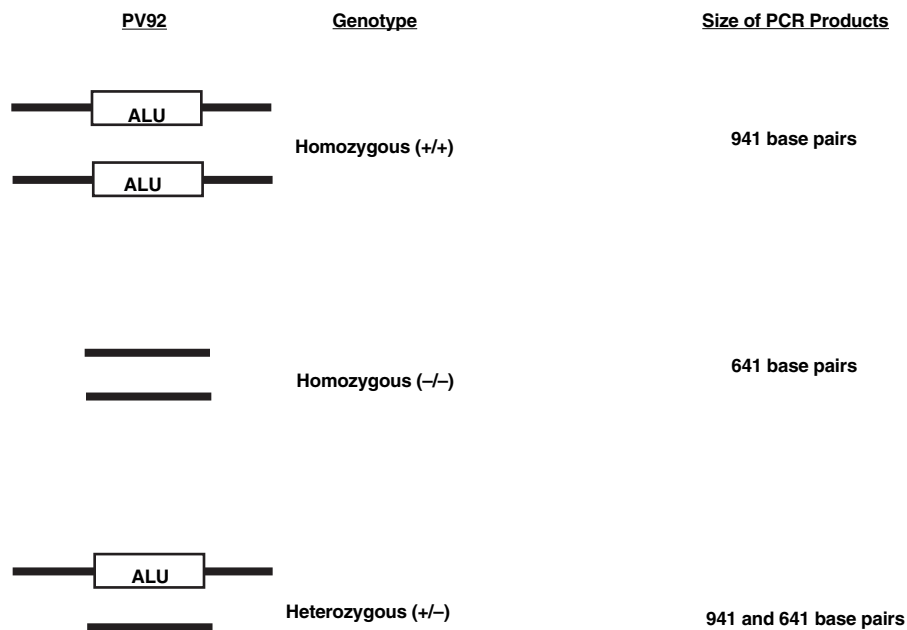 PV92 Genotype Size of PCR Products
ALU
Homozygous (+/+) 941 base pairs
ALU
Homozygous (–/–) 641 base pairs
ALU
Heterozygous (+/–) 941 and 641 base pairs